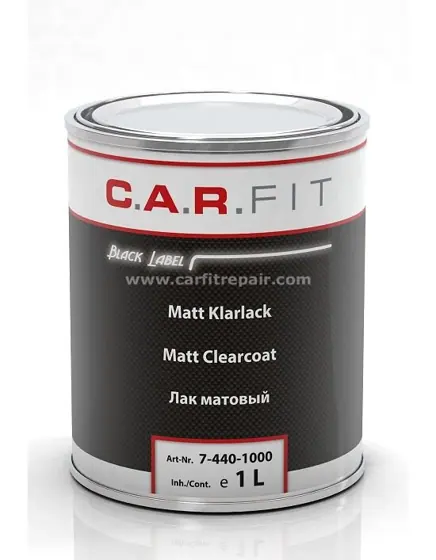 C.A.R.FIT
BLACK LABEL
www.carfitrepair.com
Matt Klarlack
Matt Clearcoat
Лак матовый
Art-Nr. 7-440-1000
Inh./Cont. e 1 L